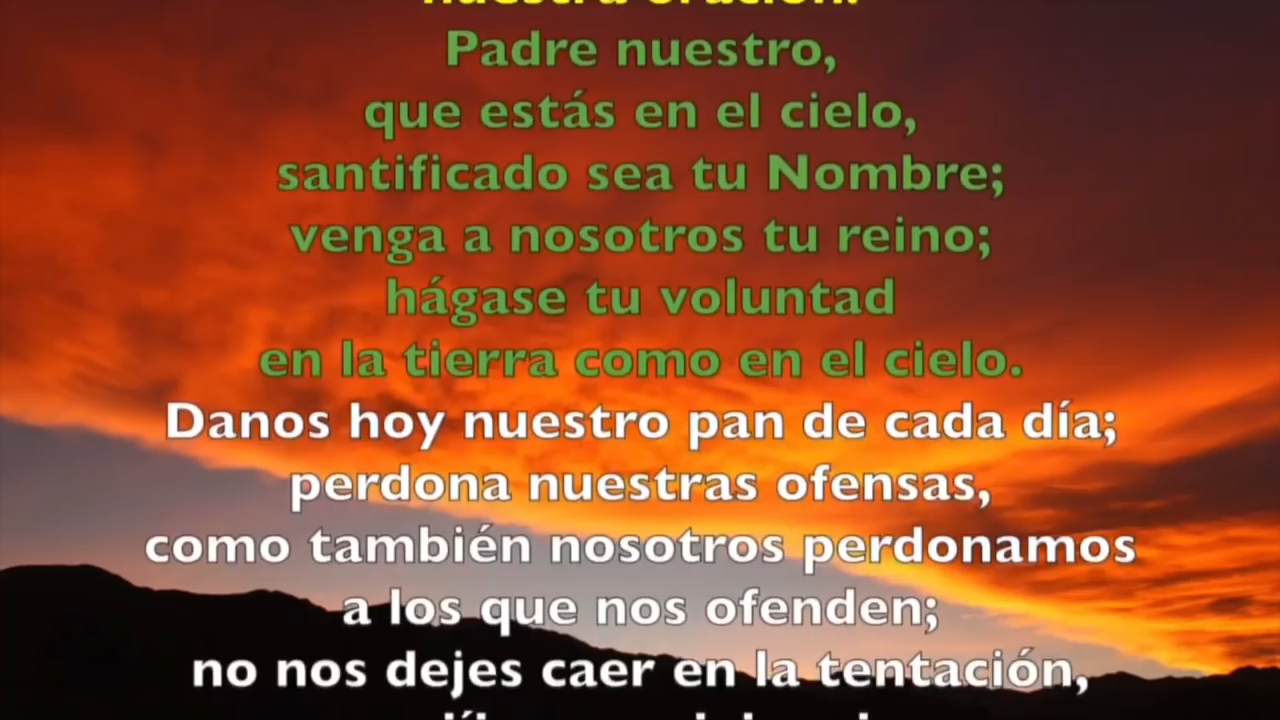 nuestra oración.
Padre nuestro,
que estás en el cielo,
santificado sea tu Nombre;
venga a nosotros tu reino;
hágase tu voluntad
en la tierra como en el cielo.
Danos hoy nuestro pan de cada día;
perdona nuestras ofensas,
como también nosotros perdonamos
a los que nos ofenden;
no nos dejes caer en la tentación,